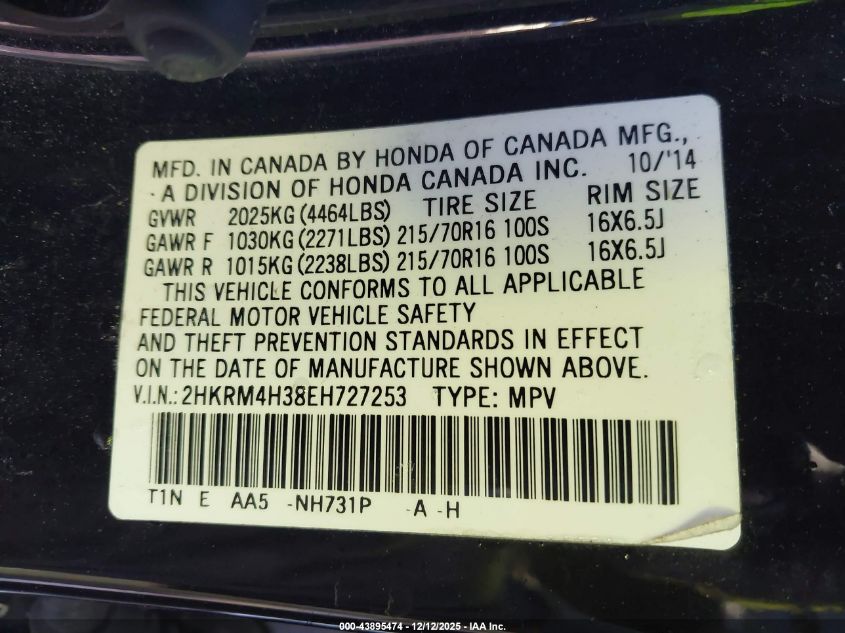 MFD. IN CANADA BY HONDA OF CANADA MFG.,
A DIVISION OF HONDA CANADA INC. 10/'14
GVWR 2025KG (4464LBS) TIRE SIZE RIM SIZE
GAWR F 1030KG (2271LBS) 215/70R16 100S 16X6.5J
GAWR R 1015KG (2238LBS) 215/70R16 100S 16X6.5J
THIS VEHICLE CONFORMS TO ALL APPLICABLE
FEDERAL MOTOR VEHICLE SAFETY
AND THEFT PREVENTION STANDARDS IN EFFECT
ON THE DATE OF MANUFACTURE SHOWN ABOVE.
V.I.N.: 2HKRM4H38EH727253 TYPE: MPV
T1N E AA5 -NH731P -A -H
000-43895474 - 12/12/2025 - IAA Inc.